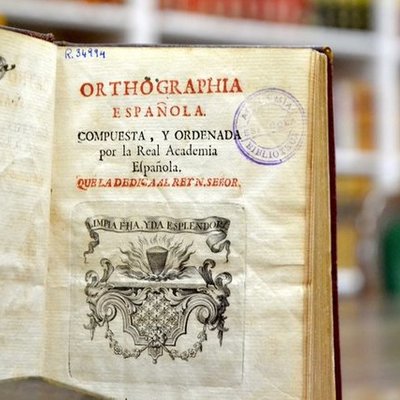 R. 34994
ORTHOGRAPHIA
ESPAÑOLA.
COMPUESTA, Y ORDENADA
por la Real Academia
Española.
QUE LA DEDICA AL REY N. SEÑOR.
LIMPIA FIJA, Y DA ESPLENDOR
BIBLIOTECA